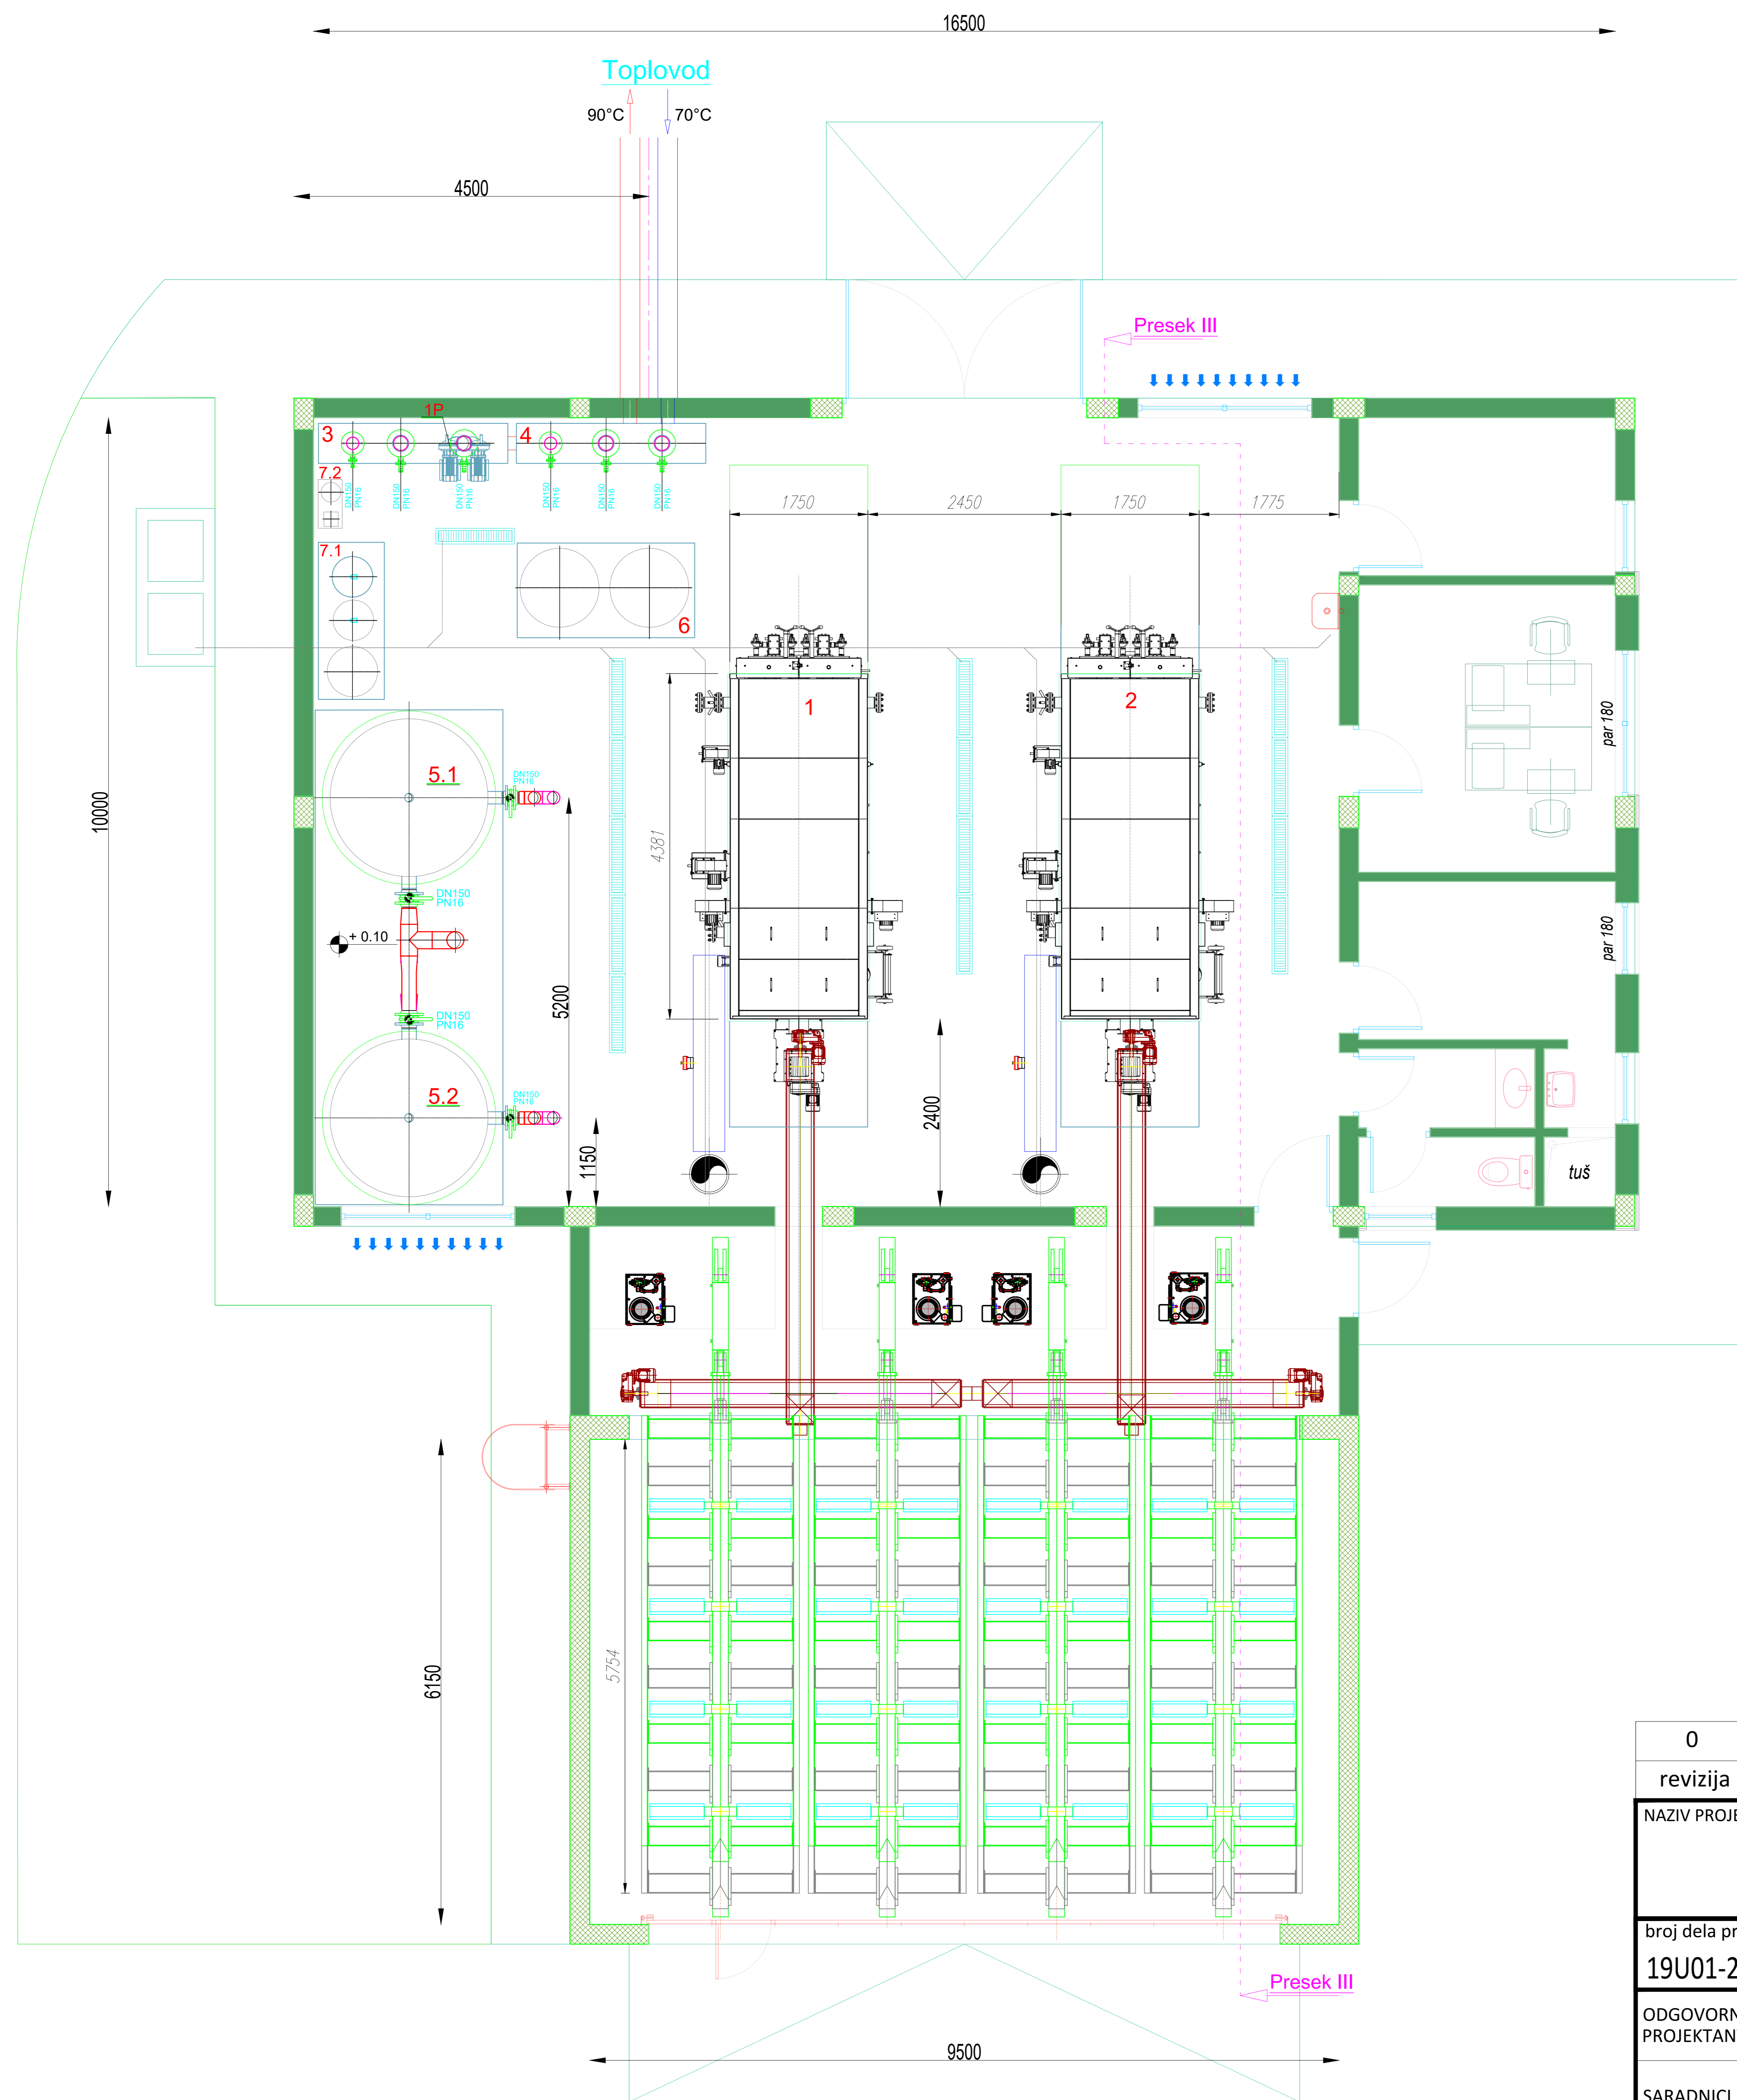 16500
Toplovod
90°C
70°C
4500
Presek III
1P
3
4
7.2
DN150
PN16
DN150
PN16
DN150
PN16
DN150
PN16
DN150
PN16
DN150
PN16
1750
2450
1750
1775
7.1
6
1
2
par 180
5.1
DN150
PN16
10000
4381
DN150
PN16
+ 0.10
par 180
5200
DN150
PN16
5.2
DN150
PN16
2400
1150
tuš
6150
5754
0
revizija
NAZIV PROJE
broj dela pr
19U01-2
Presek III
ODGOVORN
PROJEKTAN
9500
SARADNICI